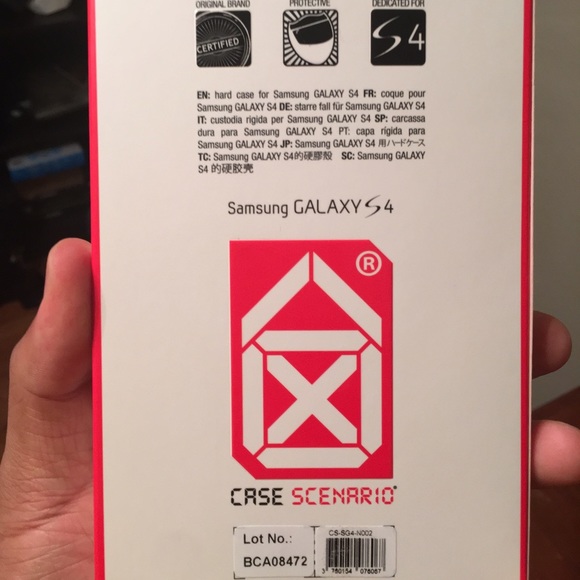 ORIGINAL BRAND
PROTECTIVE
DEDICATED FOR
CERTIFIED
S4
EN: hard case for Samsung GALAXY S4 FR: coque pour
Samsung GALAXY S4 DE: starre fall für Samsung GALAXY S4
IT: custodia rigida per Samsung GALAXY S4 SP: carcassa
dura para Samsung GALAXY S4 PT: capa rígida para
Samsung GALAXY S4 JP: Samsung GALAXY S4 用ハードケース
TC: Samsung GALAXY S4的硬膠殼 SC: Samsung GALAXY
S4 的硬胶壳
Samsung GALAXY S4
®
CASE SCENARIO
Lot No.:
BCA08472
CS-SG4-N002
3 760154 076067